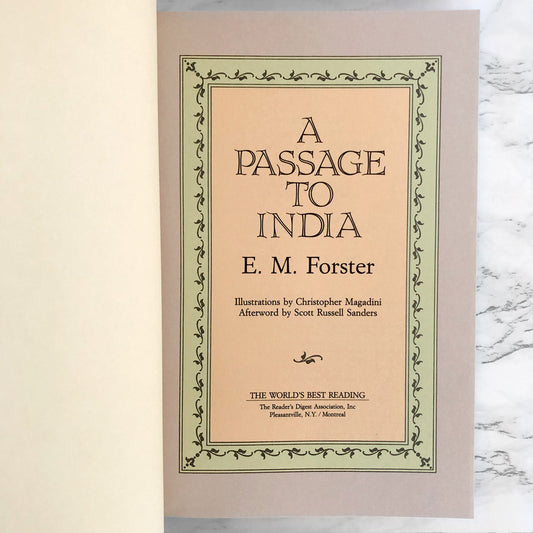 A
PASSAGE
TO
INDIA
E. M. Forster
Illustrations by Christopher Magadini
Afterword by Scott Russell Sanders
THE WORLD'S BEST READING
The Reader's Digest Association, Inc
Pleasantville, N.Y. / Montreal